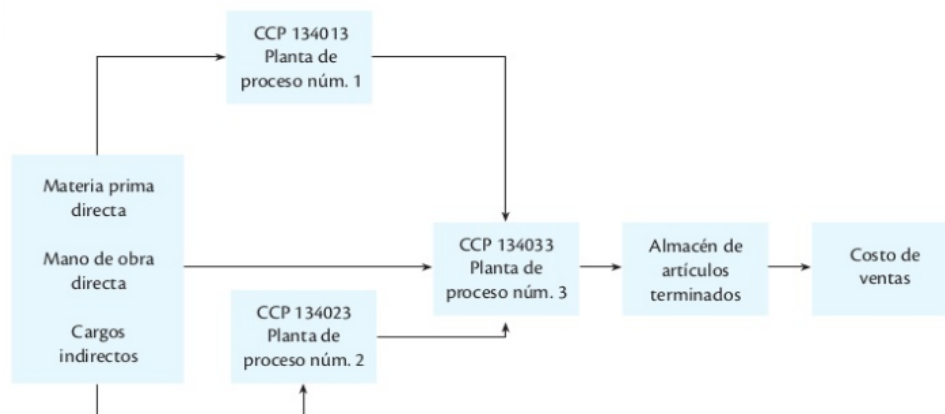 CCP 134013
Planta de
proceso núm. 1
Materia prima
directa
Mano de obra
directa
Cargos
indirectos
CCP 134033
Planta de
proceso núm. 3
CCP 134023
Planta de
proceso núm. 2
Almacén de
artículos
terminados
Costo de
ventas